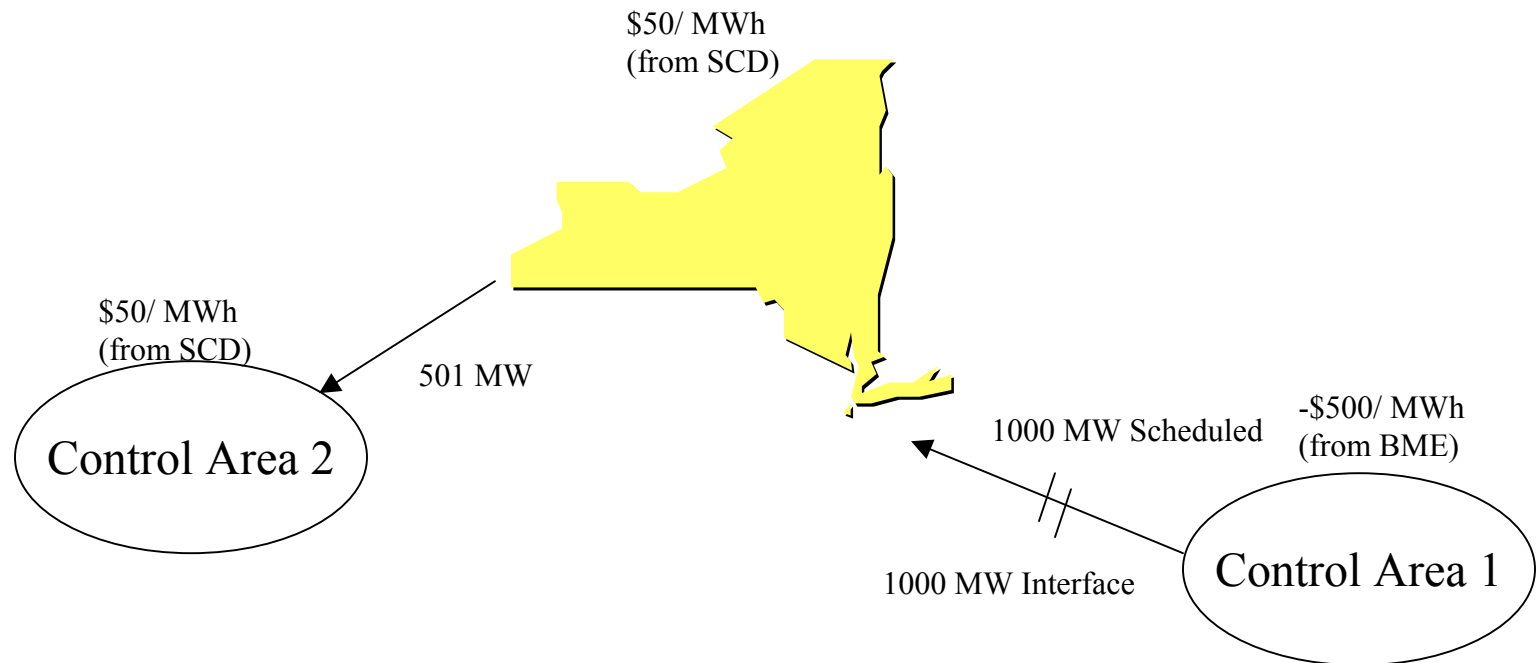 $50/ MWh
(from SCD)
$50/ MWh
(from SCD)
501 MW
Control Area 2
1000 MW Scheduled
-$500/ MWh
(from BME)
1000 MW Interface
Control Area 1